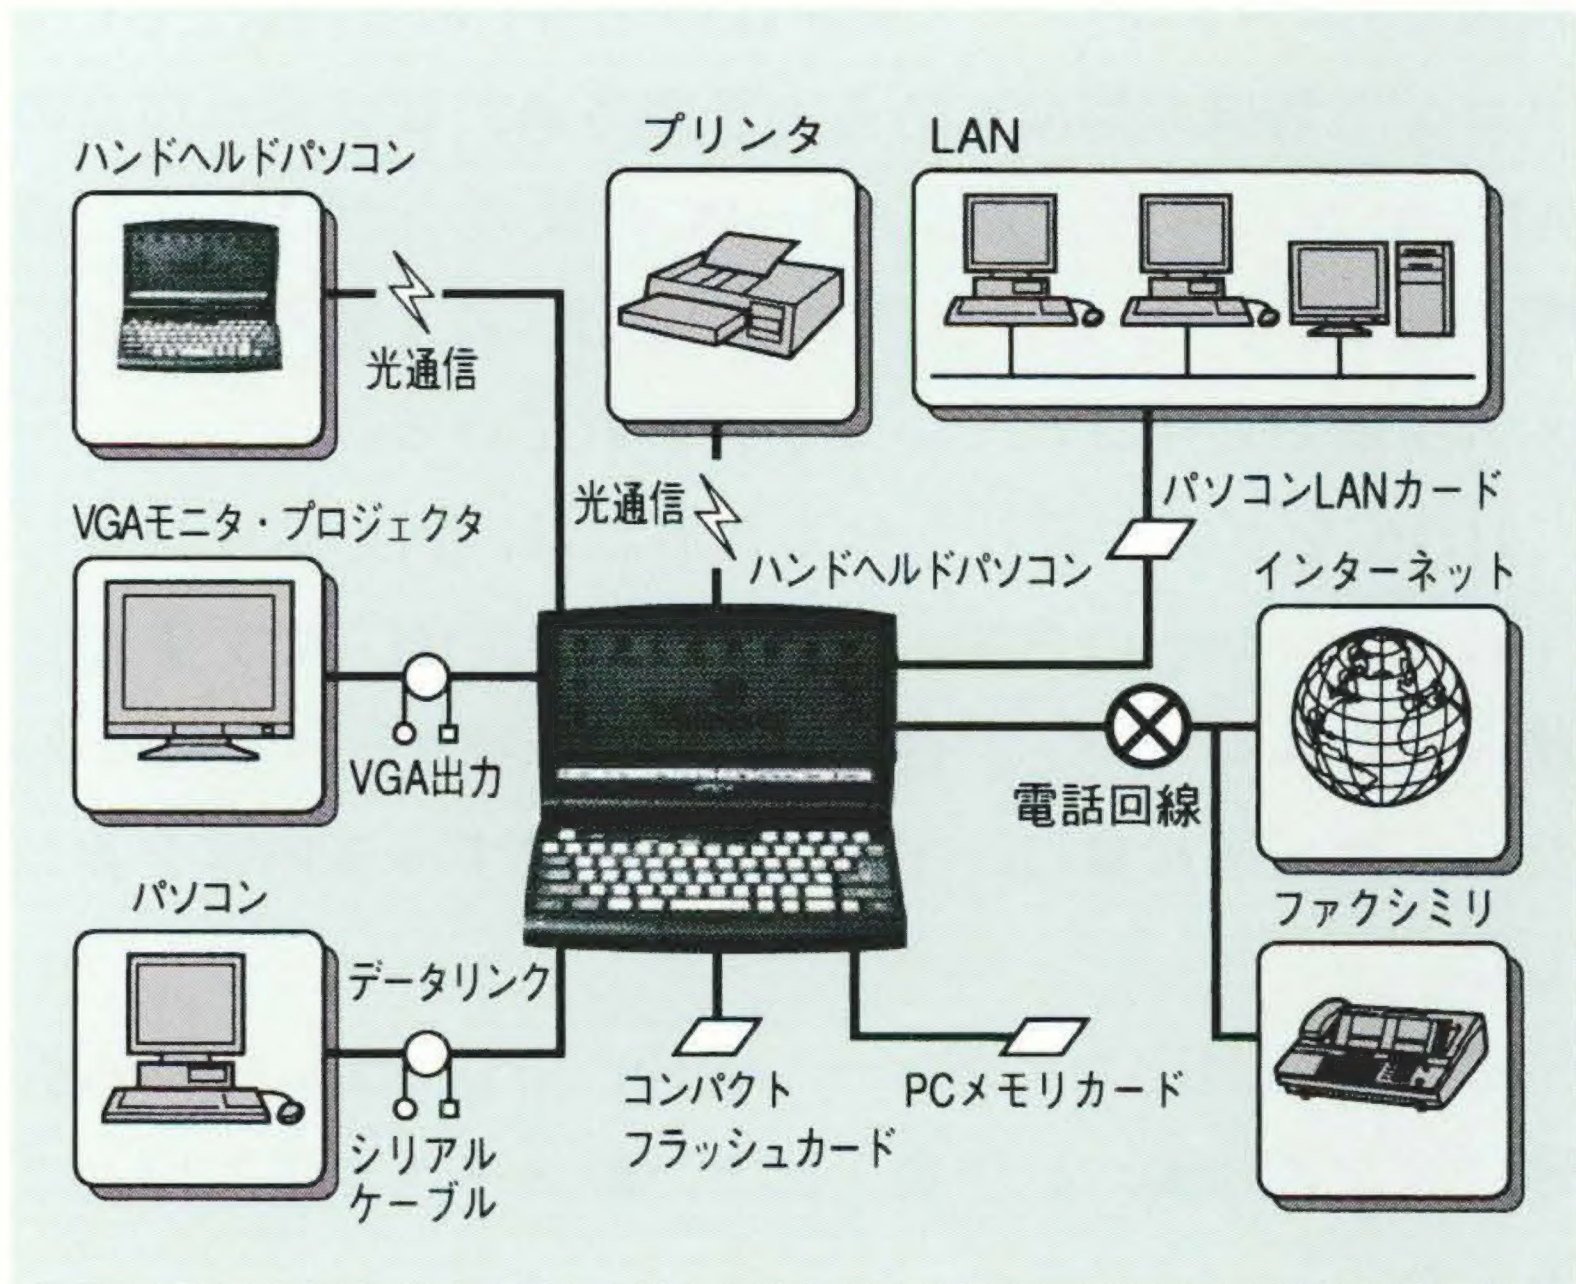 ハンドヘルドパソコン
プリンタ
LAN
光通信
光通信
パソコンLANカード
VGAモニタ・プロジェクタ
ハンドヘルドパソコン
インターネット
VGA出力
電話回線
パソコン
ファクシミリ
データリンク
シリアル
ケーブル
コンパクト
フラッシュカード
PCメモリカード